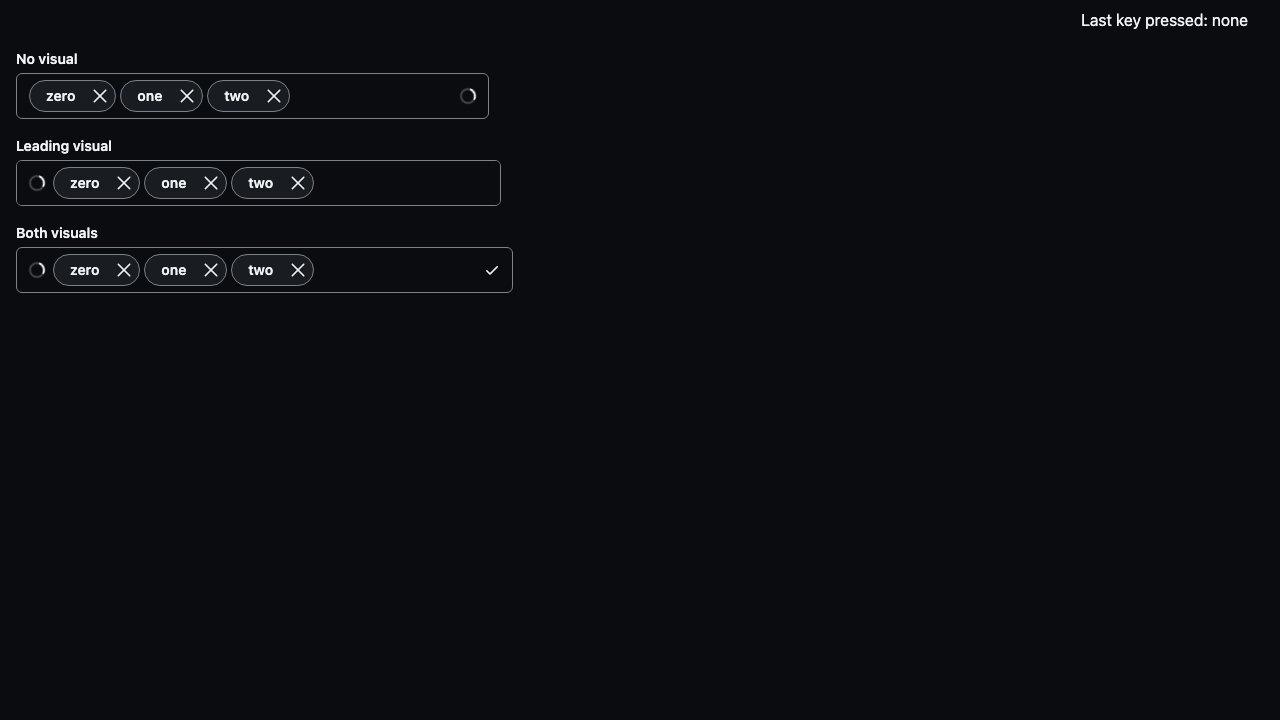 Last key pressed: none
No visual
zero one two
Leading visual
zero one two
Both visuals
zero one two